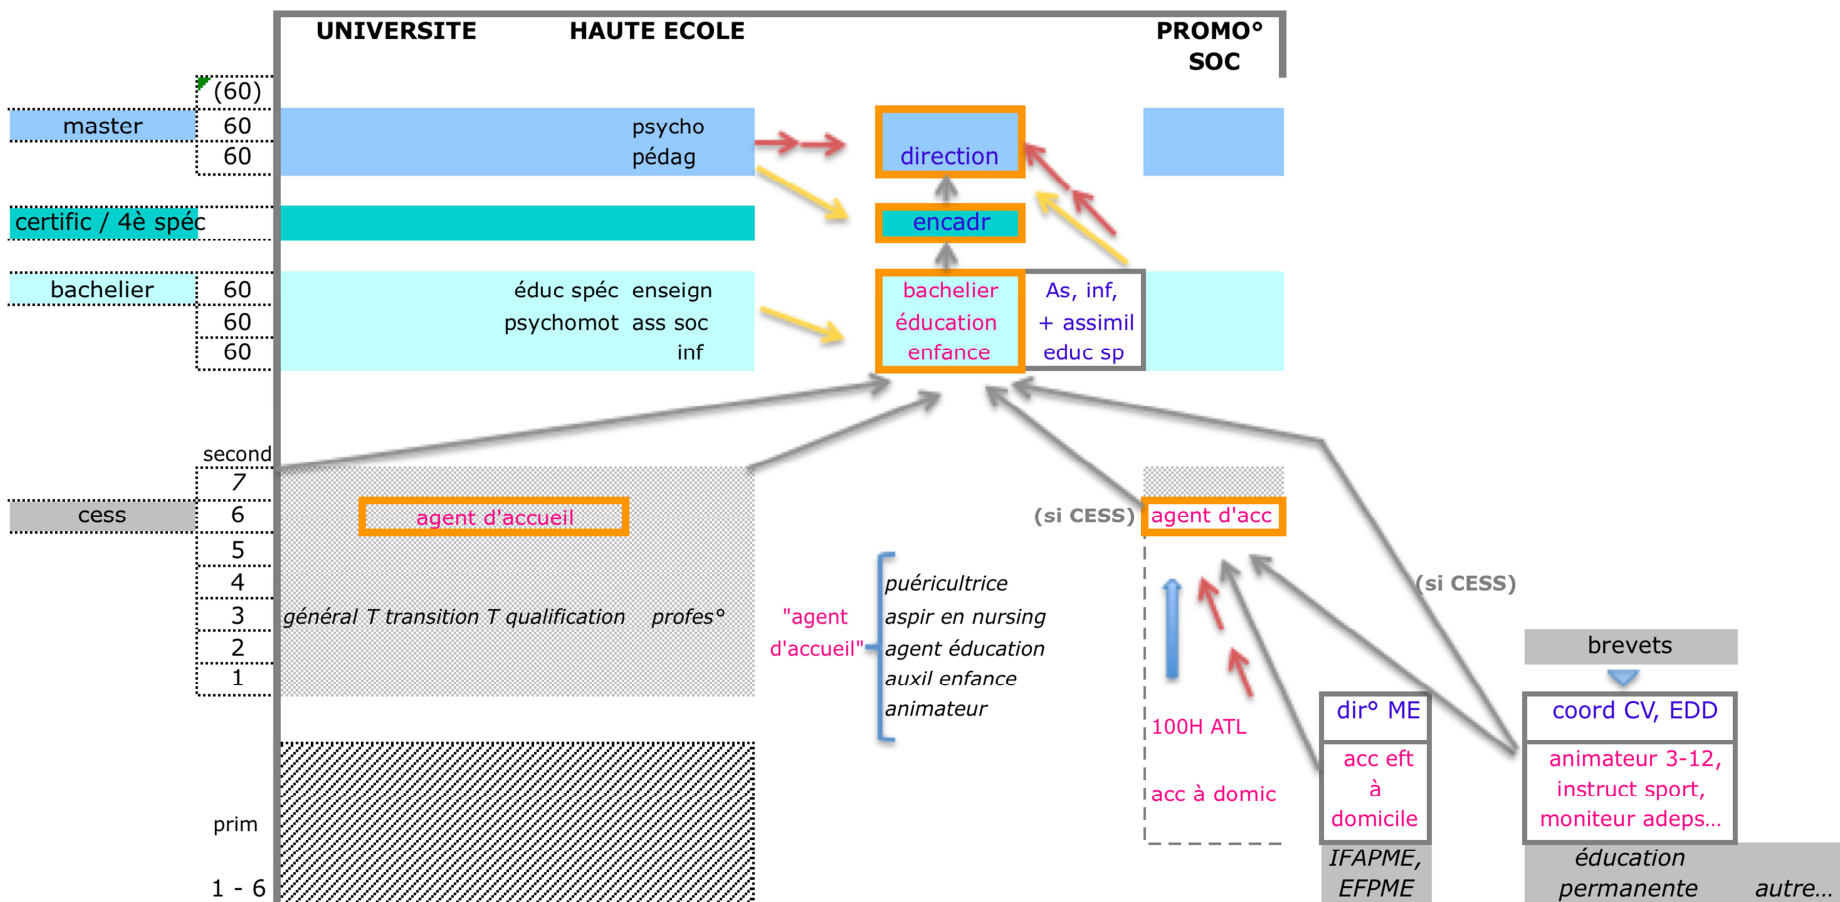 UNIVERSITE HAUTE ECOLE PROMO°
SOC
(60)
master 60 psycho
60 pédag direction
certific / 4è spéc encadr
bachelier 60 éduc spéc enseign bachelier As, inf,
60 psychomot ass soc éducation + assimil
60 inf enfance educ sp
second
7
cess 6 agent d'accueil (si CESS) agent d'acc
5
4 puéricultrice (si CESS)
3 général T transition T qualification profes° "agent aspir en nursing
2 d'accueil" agent éducation brevets
1 auxil enfance
animateur dir° ME coord CV, EDD
100H ATL
acc eft animateur 3-12,
acc à domic à instruct sport,
prim domicile moniteur adeps...
IFAPME, éducation
1 - 6 EFPME permanente autre...